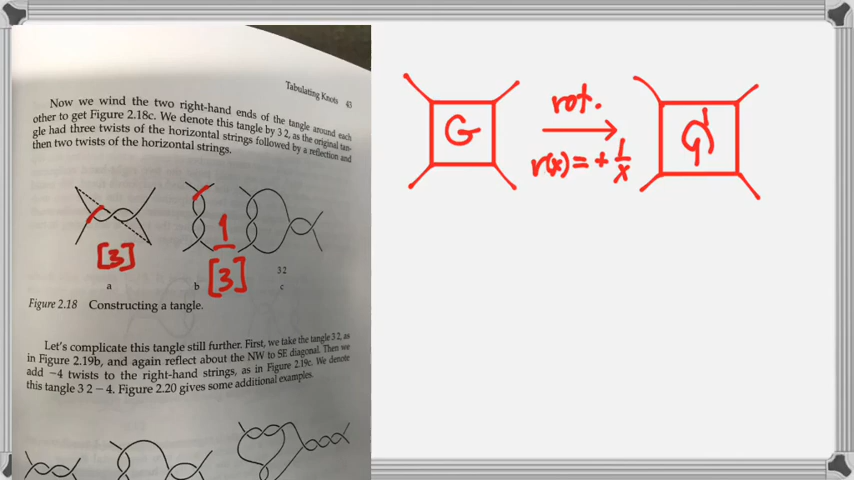 Tabulating Knots 43
Now we wind the two right-hand ends of the tangle around each
other to get Figure 2.18c. We denote this tangle by 3 2, as the original tan-
gle had three twists of the horizontal strings followed by a reflection and
then two twists of the horizontal strings.
[3]
1
[3]
3 2
a
b
c
Figure 2.18 Constructing a tangle.
Let's complicate this tangle still further. First, we take the tangle 3 2, as
in Figure 2.19b, and again reflect about the NW to SE diagonal. Then we
add −4 twists to the right-hand strings, as in Figure 2.19c. We denote
this tangle 3 2 − 4. Figure 2.20 gives some additional examples.
G
rot.
r(x) = + 1/x
G